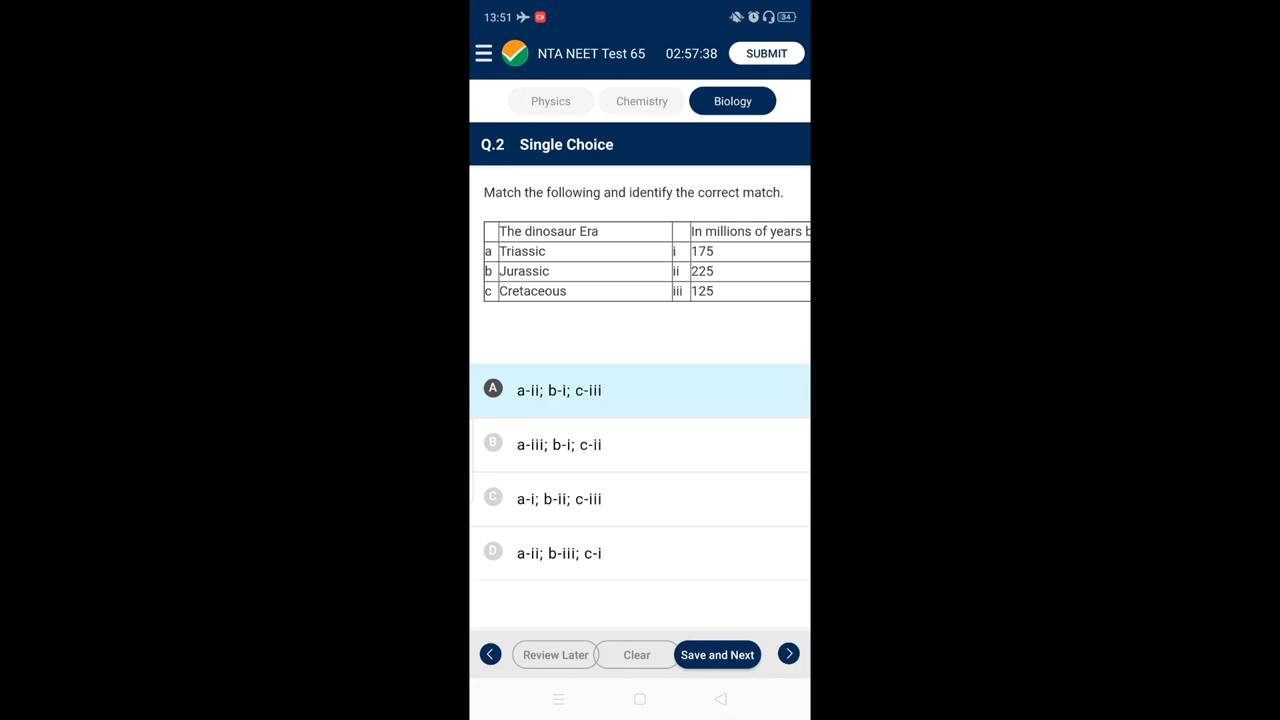 13:51
34
NTA NEET Test 65 02:57:38 SUBMIT
Physics Chemistry Biology
Q.2 Single Choice
Match the following and identify the correct match.
The dinosaur Era In millions of years b
a Triassic i 175
b Jurassic ii 225
c Cretaceous iii 125
A a-ii; b-i; c-iii
B a-iii; b-i; c-ii
C a-i; b-ii; c-iii
D a-ii; b-iii; c-i
Review Later Clear Save and Next